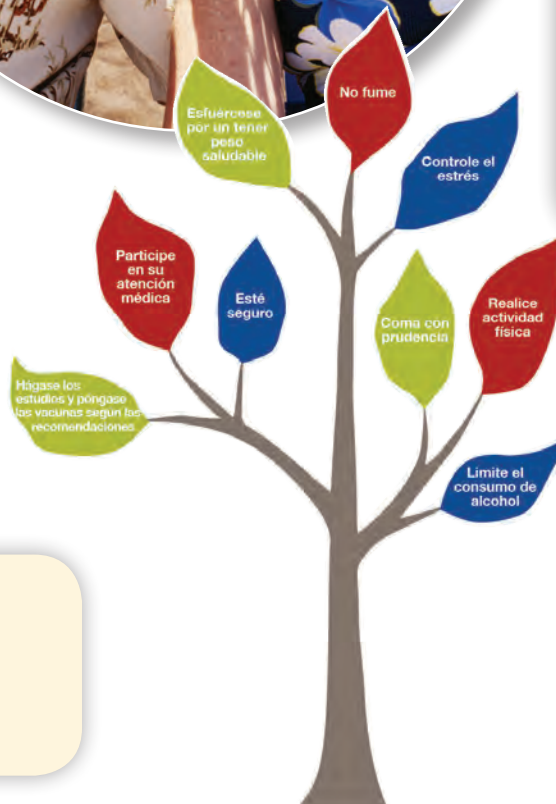 No fume
Esfuércese
por un tener
peso
saludable
Controle el
estrés
Participe
en su
atención
médica
Esté
seguro
Coma con
prudencia
Realice
actividad
física
Hágase los
estudios y póngase
las vacunas según las
recomendaciones
Limite el
consumo de
alcohol